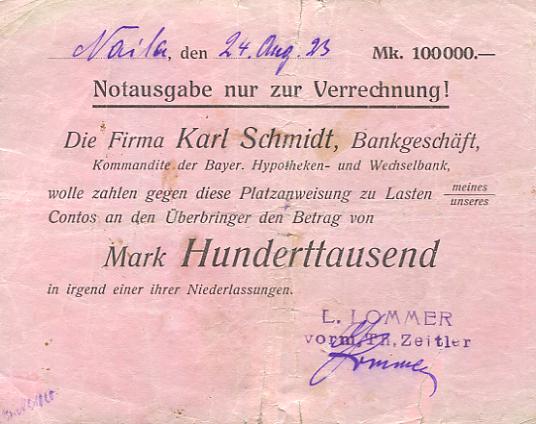 Naila, den 24. Aug. 23 Mk. 100000.—
Notausgabe nur zur Verrechnung!
Die Firma Karl Schmidt, Bankgeschäft,
Kommandite der Bayer. Hypotheken- und Wechselbank,
wolle zahlen gegen diese Platzanweisung zu Lasten meines/unseres
Contos an den Überbringer den Betrag von
Mark Hunderttausend
in irgend einer ihrer Niederlassungen.
L. LOMMER
vorm. Th. Zeitler
Lommer